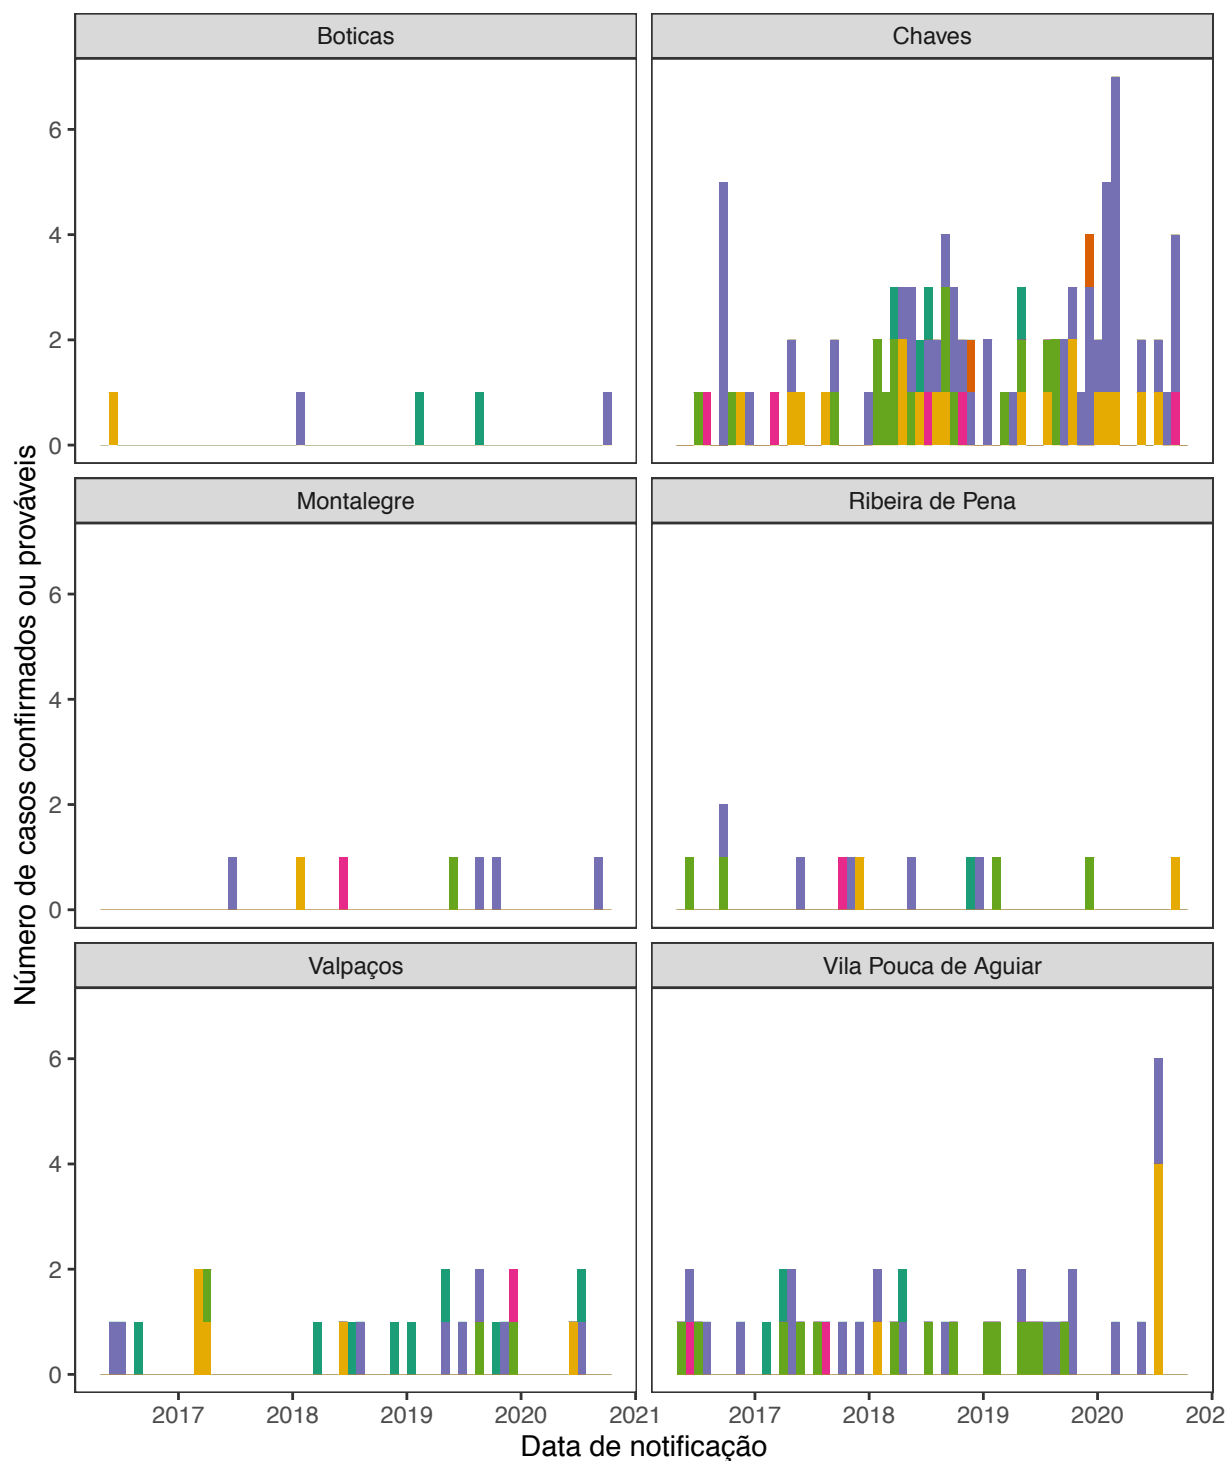 Boticas
Chaves
6
4
2
0
Montalegre
Ribeira de Pena
6
4
2
0
Número de casos confirmados ou prováveis
Valpaços
Vila Pouca de Aguiar
6
4
2
0
2017 2018 2019 2020 2021
2017 2018 2019 2020 202
Data de notificação